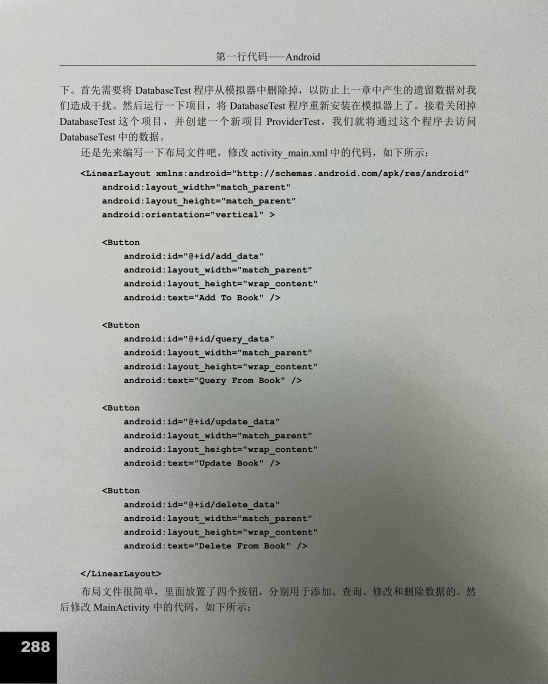 第一行代码——Android
下。首先需要将 DatabaseTest 程序从模拟器中删除掉，以防止上一章中产生的遗留数据对我
们造成干扰。然后运行一下项目，将 DatabaseTest 程序重新安装在模拟器上了。接着关闭掉
DatabaseTest 这个项目，并创建一个新项目 ProviderTest，我们就将通过这个程序去访问
DatabaseTest 中的数据。
还是先来编写一下布局文件吧，修改 activity_main.xml 中的代码，如下所示：
<LinearLayout xmlns:android="http://schemas.android.com/apk/res/android"
android:layout_width="match_parent"
android:layout_height="match_parent"
android:orientation="vertical" >
<Button
android:id="@+id/add_data"
android:layout_width="match_parent"
android:layout_height="wrap_content"
android:text="Add To Book" />
<Button
android:id="@+id/query_data"
android:layout_width="match_parent"
android:layout_height="wrap_content"
android:text="Query From Book" />
<Button
android:id="@+id/update_data"
android:layout_width="match_parent"
android:layout_height="wrap_content"
android:text="Update Book" />
<Button
android:id="@+id/delete_data"
android:layout_width="match_parent"
android:layout_height="wrap_content"
android:text="Delete From Book" />
</LinearLayout>
布局文件很简单，里面放置了四个按钮，分别用于添加、查询、修改和删除数据的。然
后修改 MainActivity 中的代码，如下所示：
288